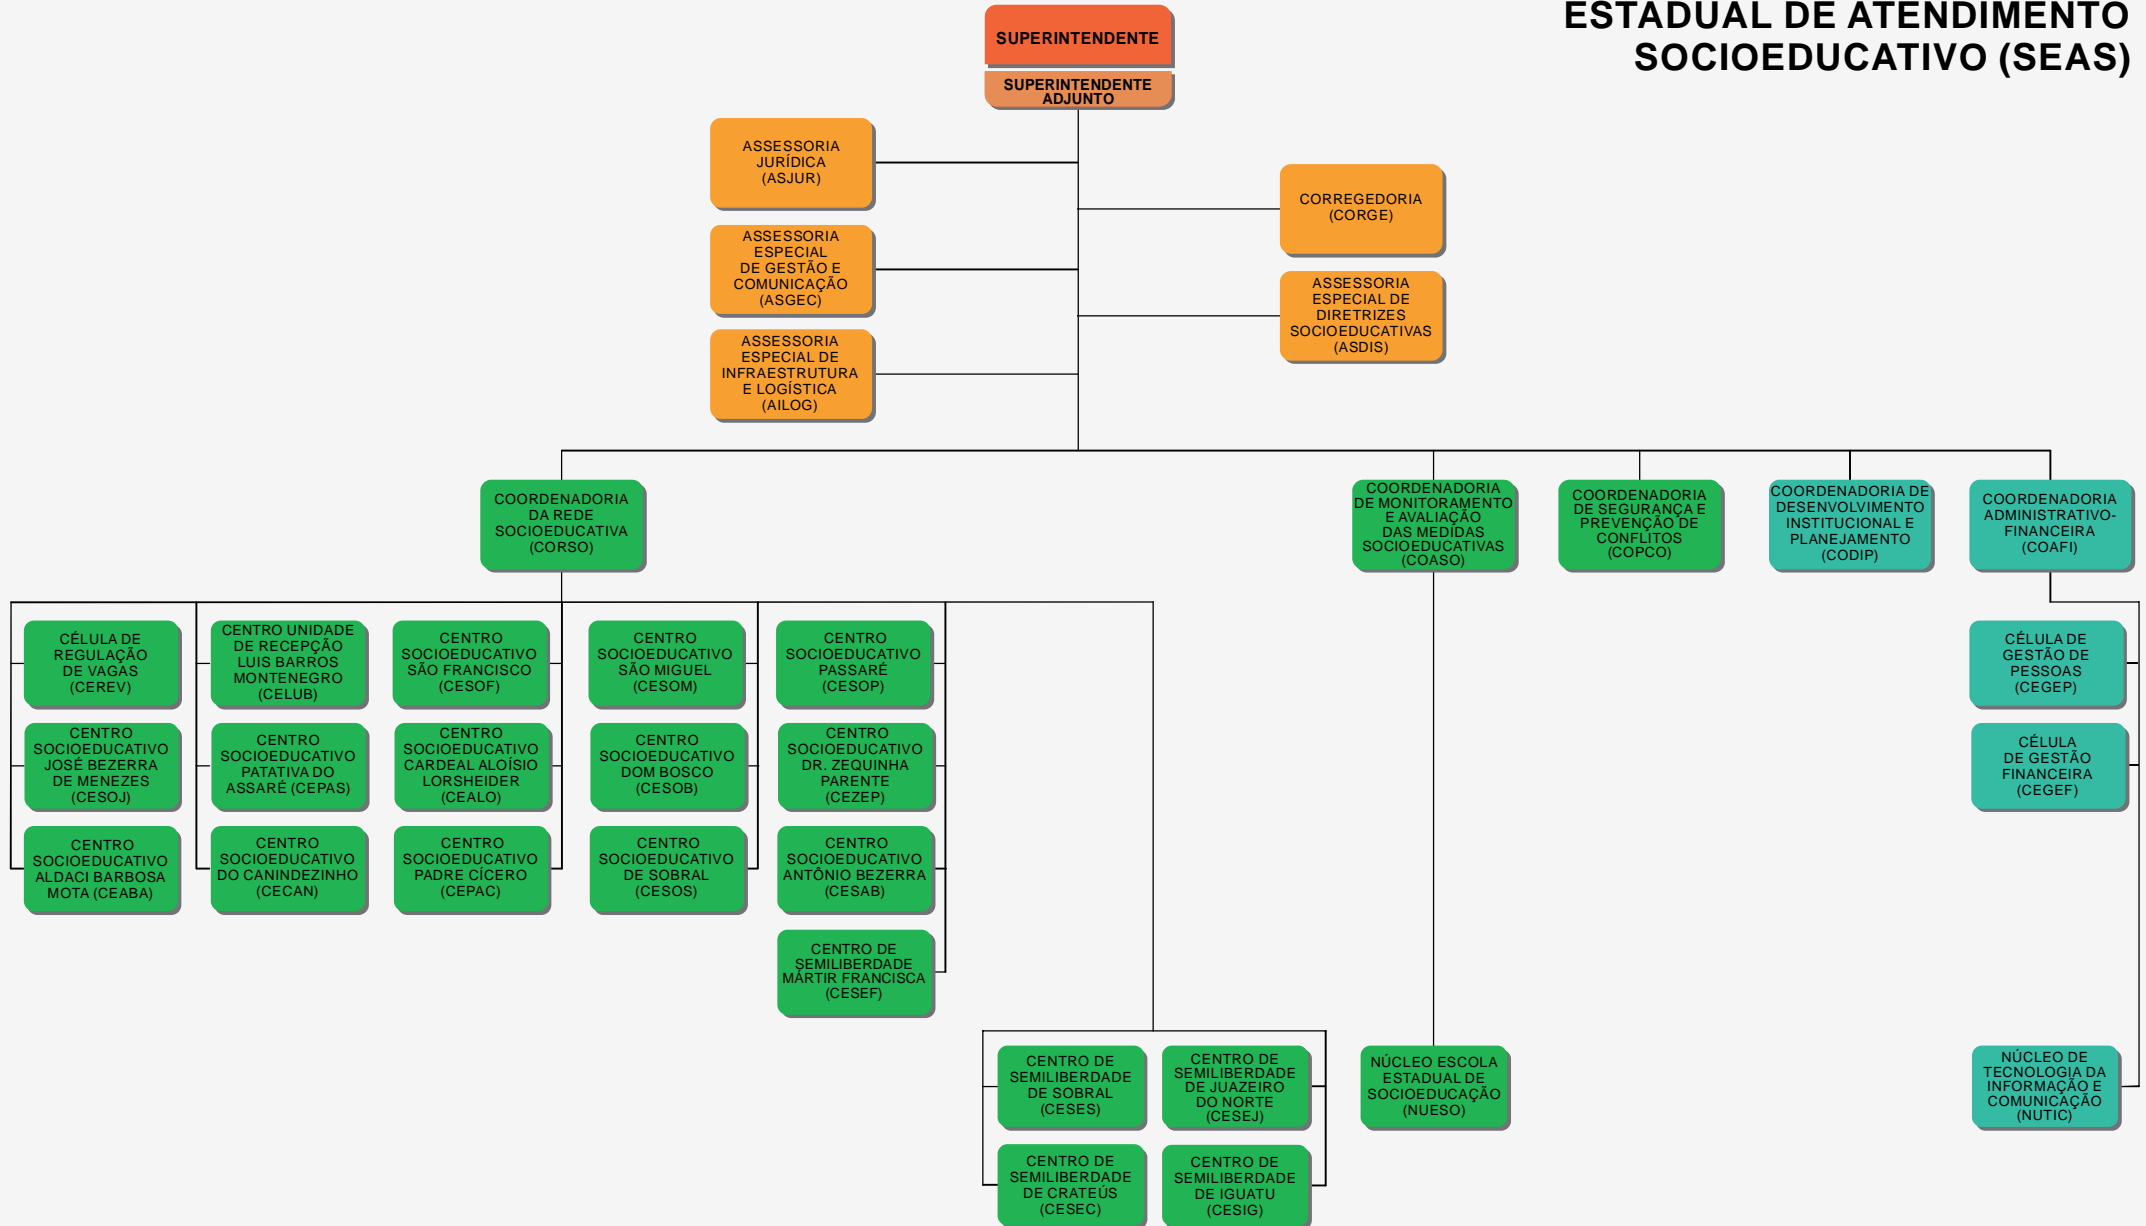 ESTADUAL DE ATENDIMENTO
SOCIOEDUCATIVO (SEAS)
SUPERINTENDENTE
SUPERINTENDENTE
ADJUNTO
ASSESSORIA
JURÍDICA
(ASJUR)
CORREGEDORIA
(CORGE)
ASSESSORIA
ESPECIAL
DE GESTÃO E
COMUNICAÇÃO
(ASGEC)
ASSESSORIA
ESPECIAL DE
DIRETRIZES
SOCIOEDUCATIVAS
(ASDIS)
ASSESSORIA
ESPECIAL DE
INFRAESTRUTURA
E LOGÍSTICA
(AILOG)
COORDENADORIA
DA REDE
SOCIOEDUCATIVA
(CORSO)
COORDENADORIA
DE MONITORAMENTO
E AVALIAÇÃO
DAS MEDIDAS
SOCIOEDUCATIVAS
(COASO)
COORDENADORIA
DE SEGURANÇA E
PREVENÇÃO DE
CONFLITOS
(COPCO)
COORDENADORIA DE
DESENVOLVIMENTO
INSTITUCIONAL E
PLANEJAMENTO
(CODIP)
COORDENADORIA
ADMINISTRATIVO-
FINANCEIRA
(COAFI)
CÉLULA DE
REGULAÇÃO
DE VAGAS
(CEREV)
CENTRO UNIDADE
DE RECEPÇÃO
LUIS BARROS
MONTENEGRO
(CELUB)
CENTRO
SOCIOEDUCATIVO
SÃO FRANCISCO
(CESOF)
CENTRO
SOCIOEDUCATIVO
SÃO MIGUEL
(CESOM)
CENTRO
SOCIOEDUCATIVO
PASSARÉ
(CESOP)
CÉLULA DE
GESTÃO DE
PESSOAS
(CEGEP)
CENTRO
SOCIOEDUCATIVO
JOSÉ BEZERRA
DE MENEZES
(CESOJ)
CENTRO
SOCIOEDUCATIVO
PATATIVA DO
ASSARÉ (CEPAS)
CENTRO
SOCIOEDUCATIVO
CARDEAL ALOÍSIO
LORSHEIDER
(CEALO)
CENTRO
SOCIOEDUCATIVO
DOM BOSCO
(CESOB)
CENTRO
SOCIOEDUCATIVO
DR. ZEQUINHA
PARENTE
(CEZEP)
CÉLULA
DE GESTÃO
FINANCEIRA
(CEGEF)
CENTRO
SOCIOEDUCATIVO
ALDACI BARBOSA
MOTA (CEABA)
CENTRO
SOCIOEDUCATIVO
DO CANINDEZINHO
(CECAN)
CENTRO
SOCIOEDUCATIVO
PADRE CÍCERO
(CEPAC)
CENTRO
SOCIOEDUCATIVO
DE SOBRAL
(CESOS)
CENTRO
SOCIOEDUCATIVO
ANTÔNIO BEZERRA
(CESAB)
CENTRO DE
SEMILIBERDADE
MÁRTIR FRANCISCA
(CESEF)
CENTRO DE
SEMILIBERDADE
DE SOBRAL
(CESES)
CENTRO DE
SEMILIBERDADE
DE JUAZEIRO
DO NORTE
(CESEJ)
NÚCLEO ESCOLA
ESTADUAL DE
SOCIOEDUCAÇÃO
(NUESO)
NÚCLEO DE
TECNOLOGIA DA
INFORMAÇÃO E
COMUNICAÇÃO
(NUTIC)
CENTRO DE
SEMILIBERDADE
DE CRATEÚS
(CESEC)
CENTRO DE
SEMILIBERDADE
DE IGUATU
(CESIG)